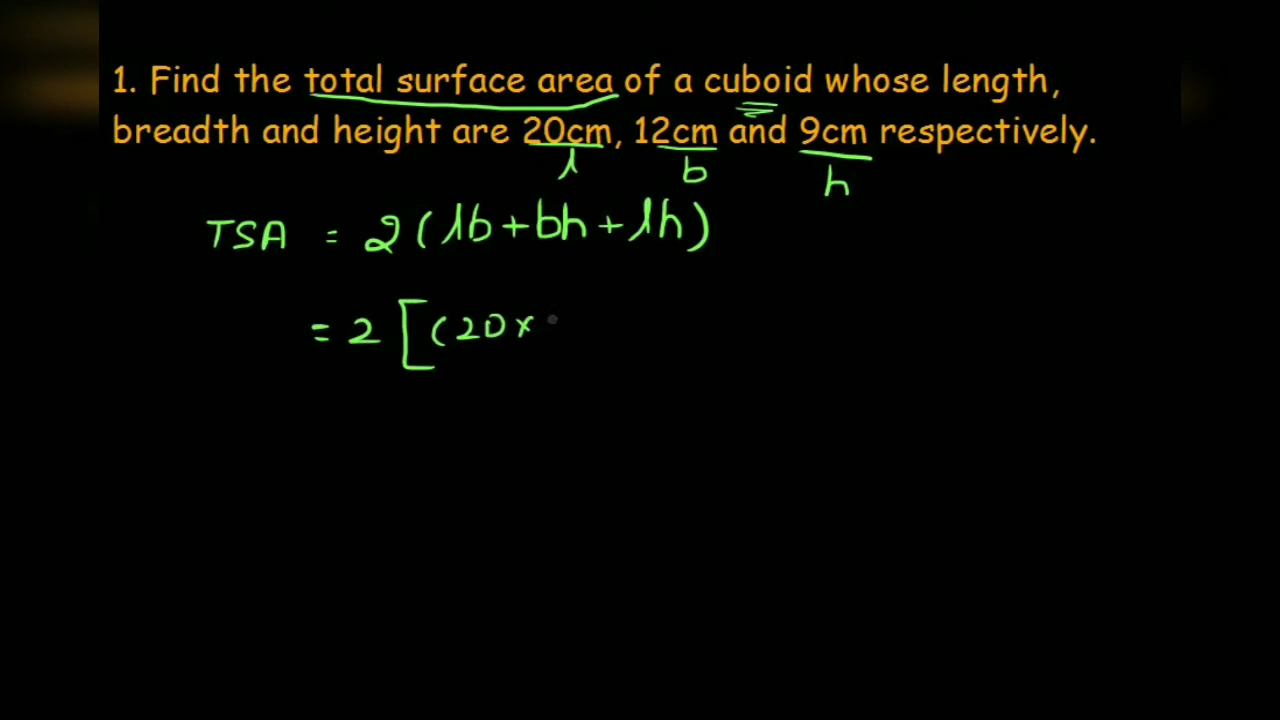 1. Find the total surface area of a cuboid whose length,
breadth and height are 20cm, 12cm and 9cm respectively.
l b h
TSA = 2 ( lb + bh + lh )
= 2 [ ( 20 x